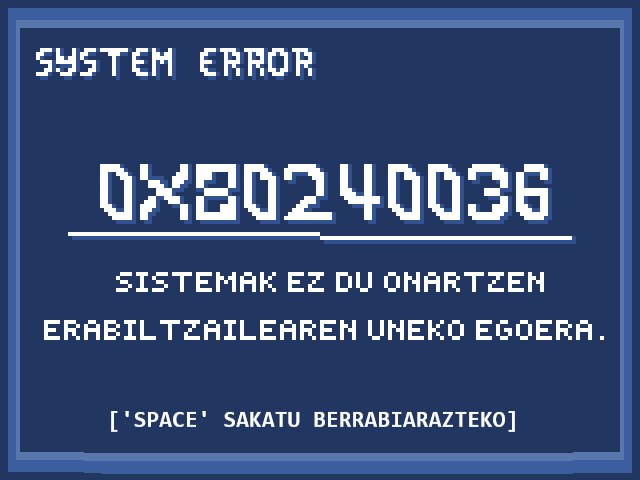 SYSTEM ERROR
0X80240036
SISTEMAK EZ DU ONARTZEN
ERABILTZAILEAREN UNEKO EGOERA.
['SPACE' SAKATU BERRABIARAZTEKO]